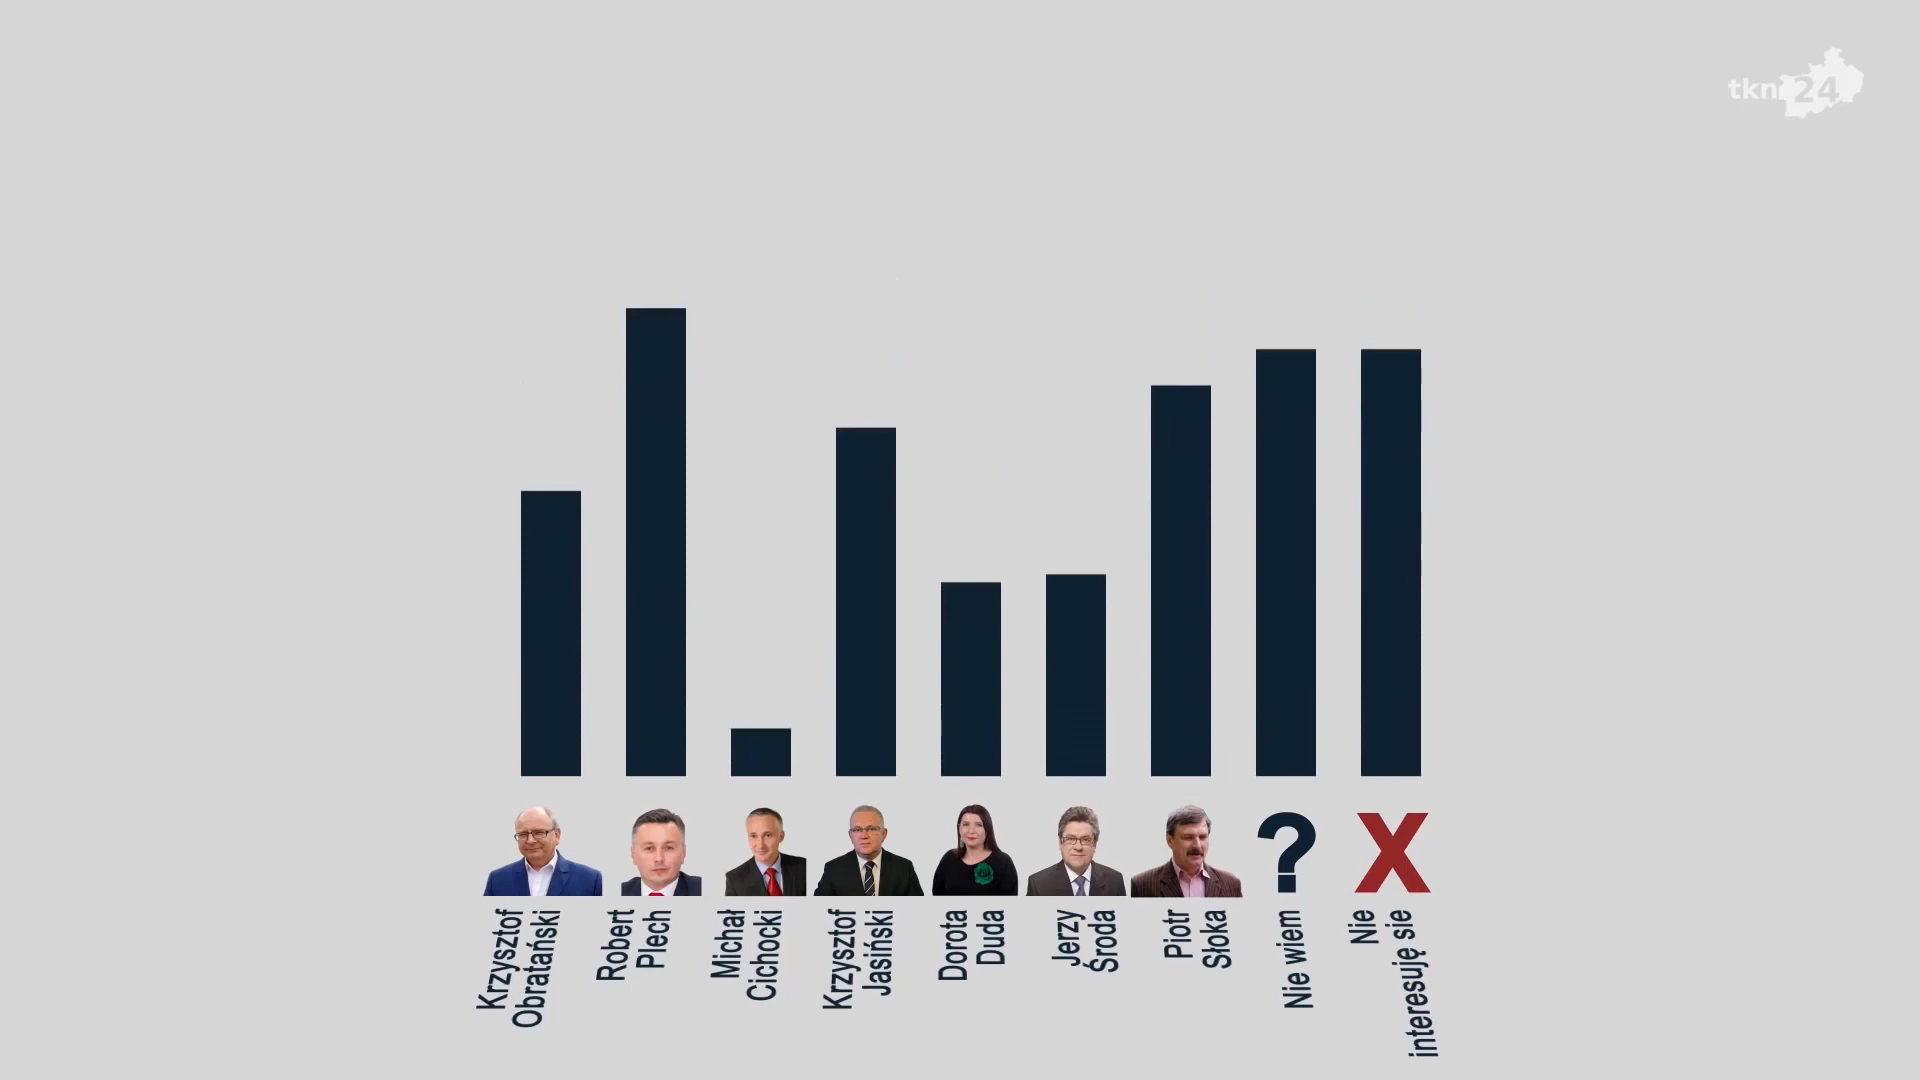 tkn24
Krzysztof
Obratański
Robert
Plech
Michał
Cichocki
Krzysztof
Jasiński
Dorota
Duda
Jerzy
Środa
Piotr
Słoka
?
Nie wiem
X
Nie
interesuję sie